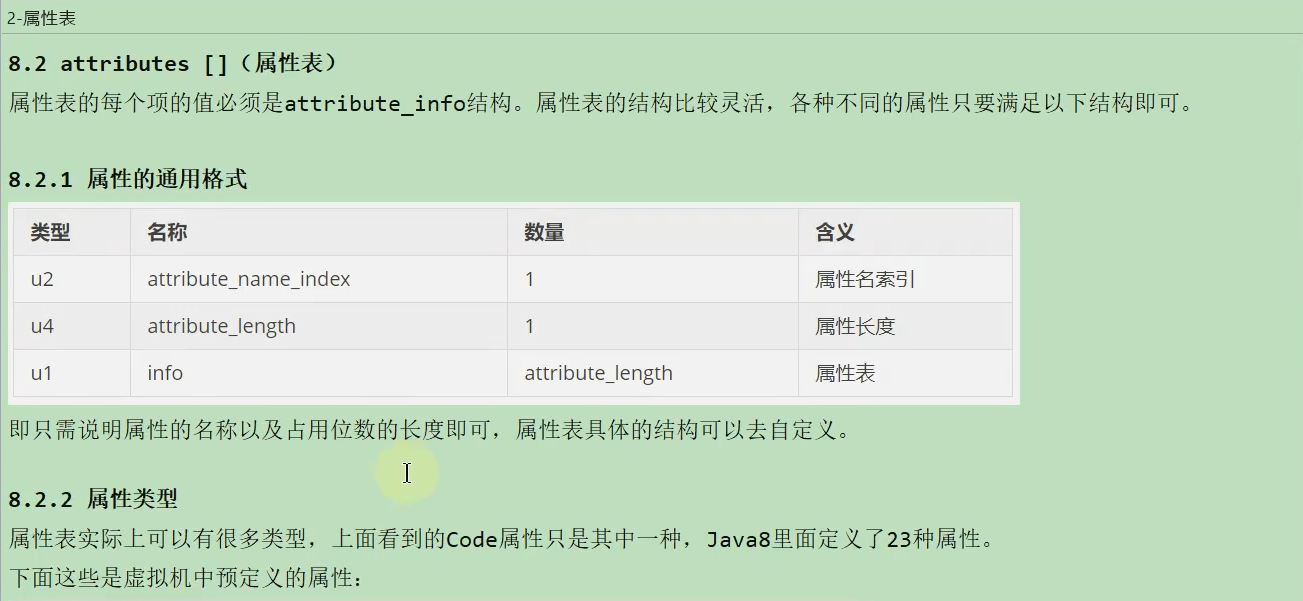 2-属性表
8.2 attributes []（属性表）
属性表的每个项的值必须是attribute_info结构。属性表的结构比较灵活，各种不同的属性只要满足以下结构即可。
8.2.1 属性的通用格式
类型 名称 数量 含义
u2 attribute_name_index 1 属性名索引
u4 attribute_length 1 属性长度
u1 info attribute_length 属性表
即只需说明属性的名称以及占用位数的长度即可，属性表具体的结构可以去自定义。
8.2.2 属性类型
属性表实际上可以有很多类型，上面看到的Code属性只是其中一种，Java8里面定义了23种属性。
下面这些是虚拟机中预定义的属性：